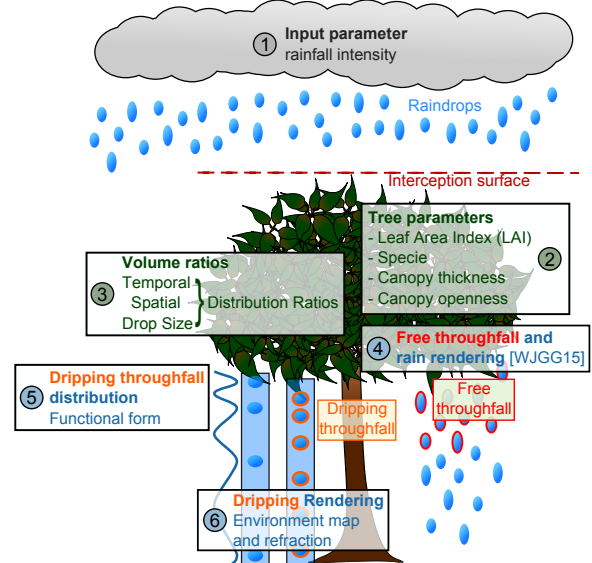 1 Input parameter
rainfall intensity
Raindrops
Interception surface
Tree parameters
- Leaf Area Index (LAI)
- Specie
- Canopy thickness
- Canopy openness
2
Volume ratios
3
Temporal
Spatial
Drop Size
Distribution Ratios
4
Free throughfall and
rain rendering [WJGG15]
5
Dripping throughfall
distribution
Functional form
Dripping
throughfall
Free
throughfall
6
Dripping Rendering
Environment map
and refraction